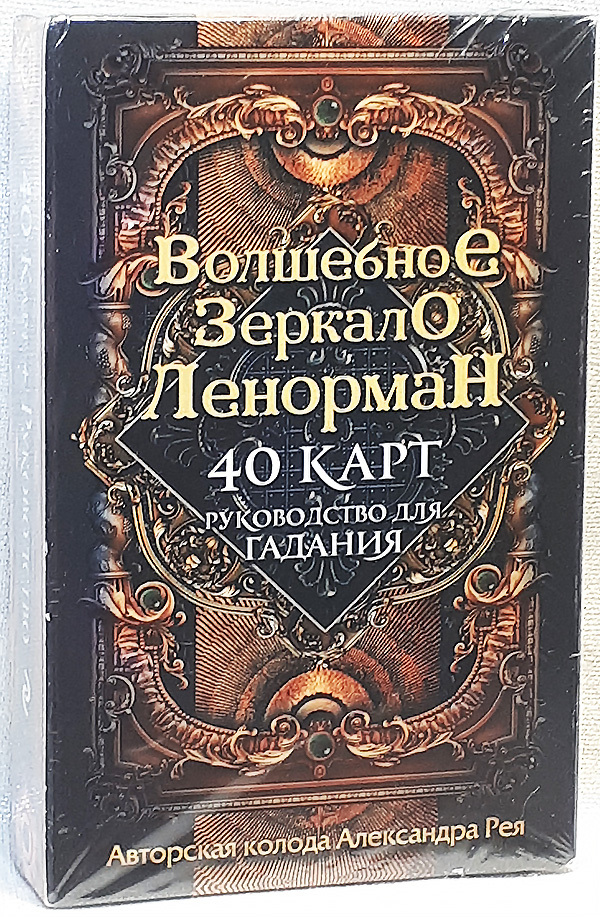 Волшебное
Зеркало
Ленорман
40 КАРТ
РУКОВОДСТВО ДЛЯ
ГАДАНИЯ
Авторская колода Александра Рея